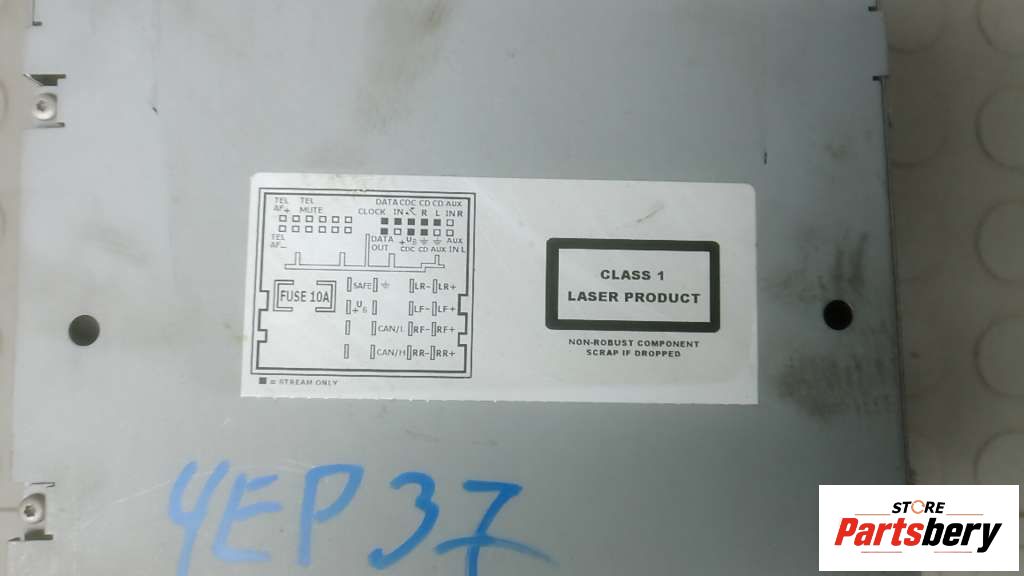 TEL TEL DATA CDC CD CD AUX
AF+ MUTE CLOCK IN R L IN R
TEL DATA +UB AUX
AF- OUT CDC CD AUX IN L
FUSE 10A
SAFE LR- LR+
+UB LF- LF+
CAN/L RF- RF+
CAN/H RR- RR+
= STREAM ONLY
CLASS 1
LASER PRODUCT
NON-ROBUST COMPONENT
SCRAP IF DROPPED
4EP37
STORE
Partsbery